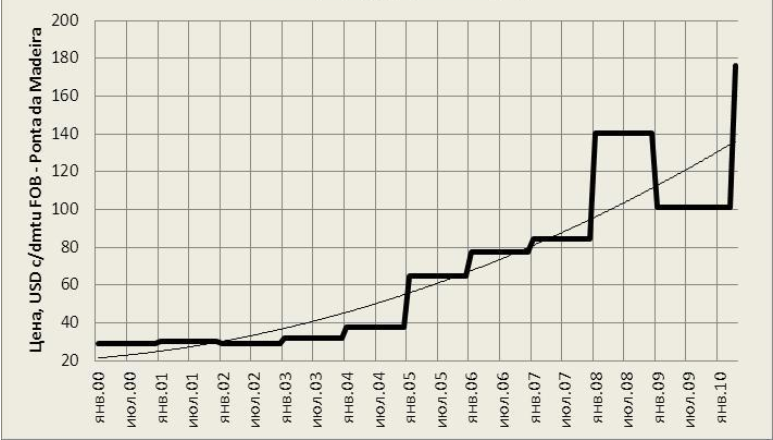 Цена, USD c/dmtu FOB - Ponta da Madeira
200
180
160
140
120
100
80
60
40
20
янв.00
июл.00
янв.01
июл.01
янв.02
июл.02
янв.03
июл.03
янв.04
июл.04
янв.05
июл.05
янв.06
июл.06
янв.07
июл.07
янв.08
июл.08
янв.09
июл.09
янв.10